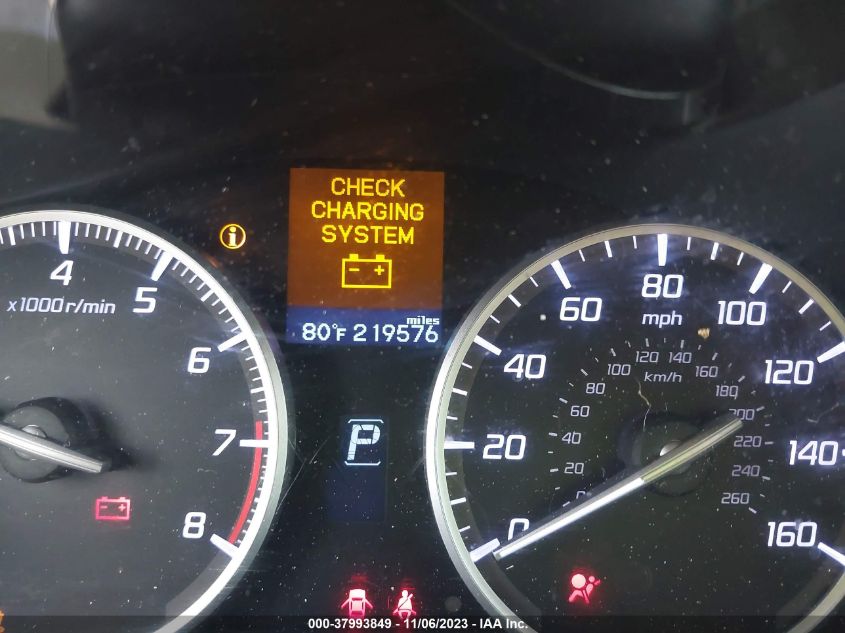 CHECK
CHARGING
SYSTEM
miles
80°F 219576
4
5
6
7
8
x1000 r/min
P
0
20
40
60
80
100
120
140
160
mph
km/h
0
20
40
60
80
100
120
140
160
180
200
220
240
260
000-37993849 - 11/06/2023 - IAA Inc.